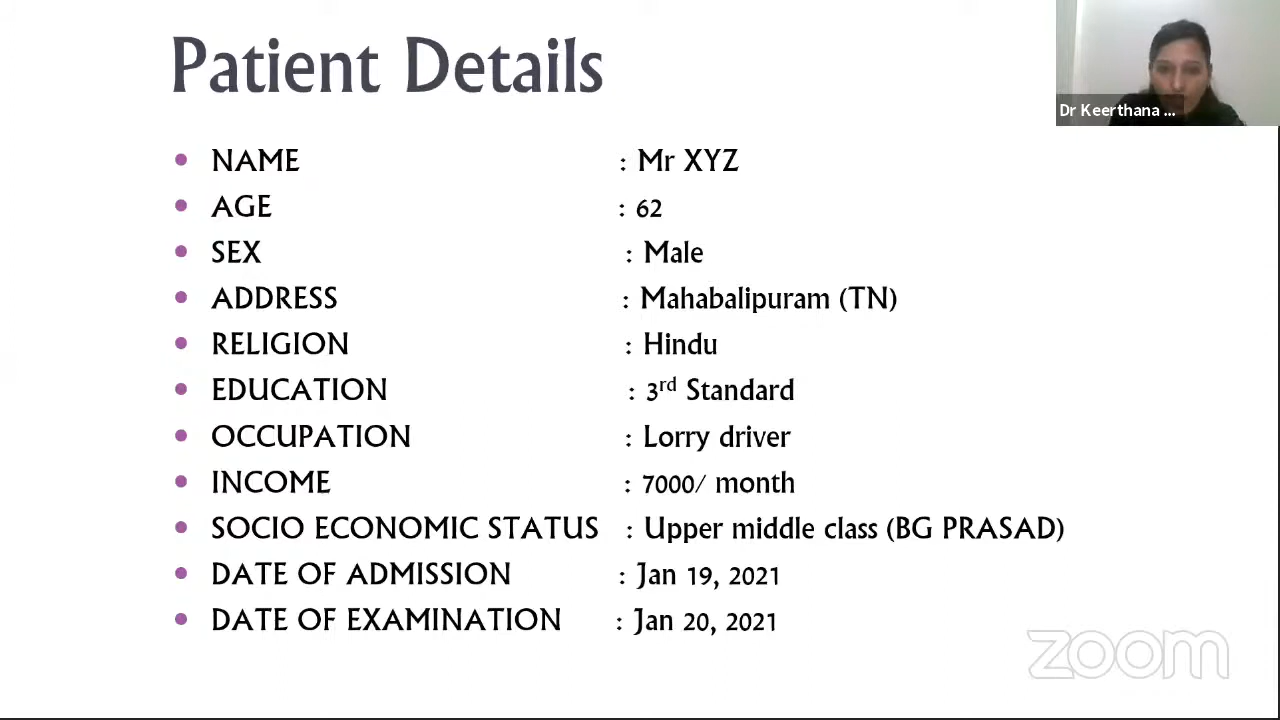 Patient Details
Dr Keerthana ...
• NAME : Mr XYZ
• AGE : 62
• SEX : Male
• ADDRESS : Mahabalipuram (TN)
• RELIGION : Hindu
• EDUCATION : 3rd Standard
• OCCUPATION : Lorry driver
• INCOME : 7000/ month
• SOCIO ECONOMIC STATUS : Upper middle class (BG PRASAD)
• DATE OF ADMISSION : Jan 19, 2021
• DATE OF EXAMINATION : Jan 20, 2021
zoom